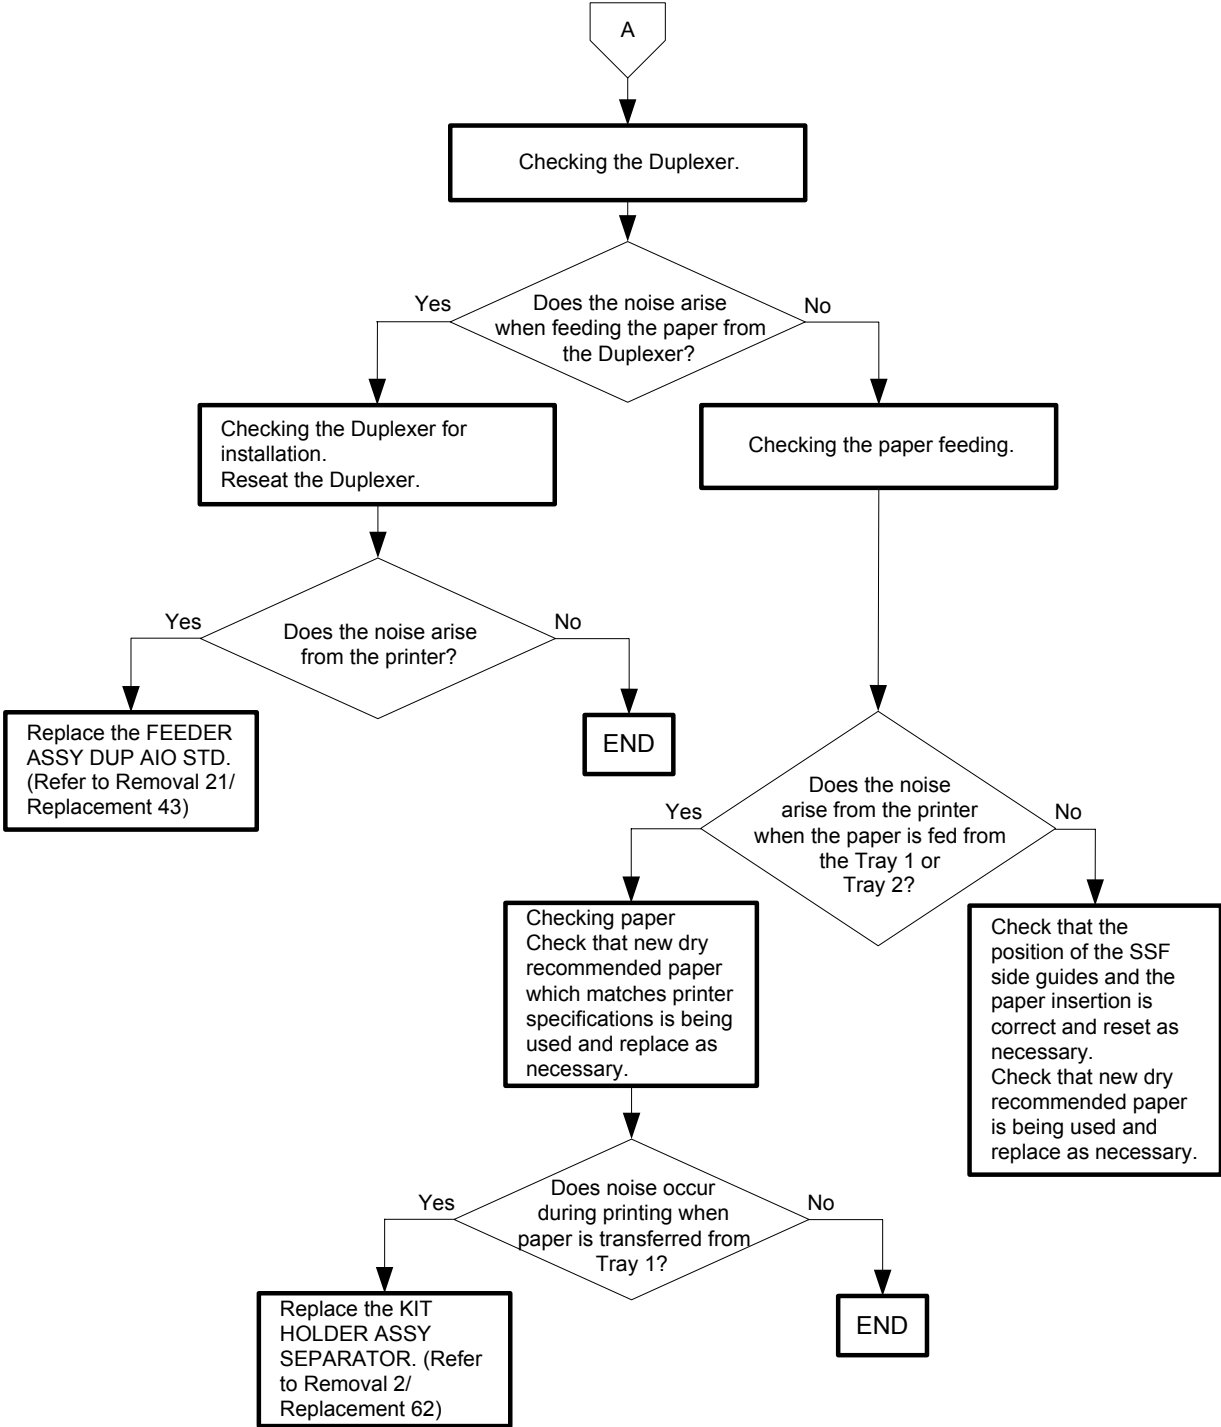 A
Checking the Duplexer.
Yes
Does the noise arise
when feeding the paper from
the Duplexer?
No
Checking the Duplexer for
installation.
Reseat the Duplexer.
Checking the paper feeding.
Yes
Does the noise arise
from the printer?
No
Replace the FEEDER
ASSY DUP AIO STD.
(Refer to Removal 21/
Replacement 43)
END
Yes
Does the noise
arise from the printer
when the paper is fed from
the Tray 1 or
Tray 2?
No
Checking paper
Check that new dry
recommended paper
which matches printer
specifications is being
used and replace as
necessary.
Check that the
position of the SSF
side guides and the
paper insertion is
correct and reset as
necessary.
Check that new dry
recommended paper
is being used and
replace as necessary.
Yes
Does noise occur
during printing when
paper is transferred from
Tray 1?
No
Replace the KIT
HOLDER ASSY
SEPARATOR. (Refer
to Removal 2/
Replacement 62)
END